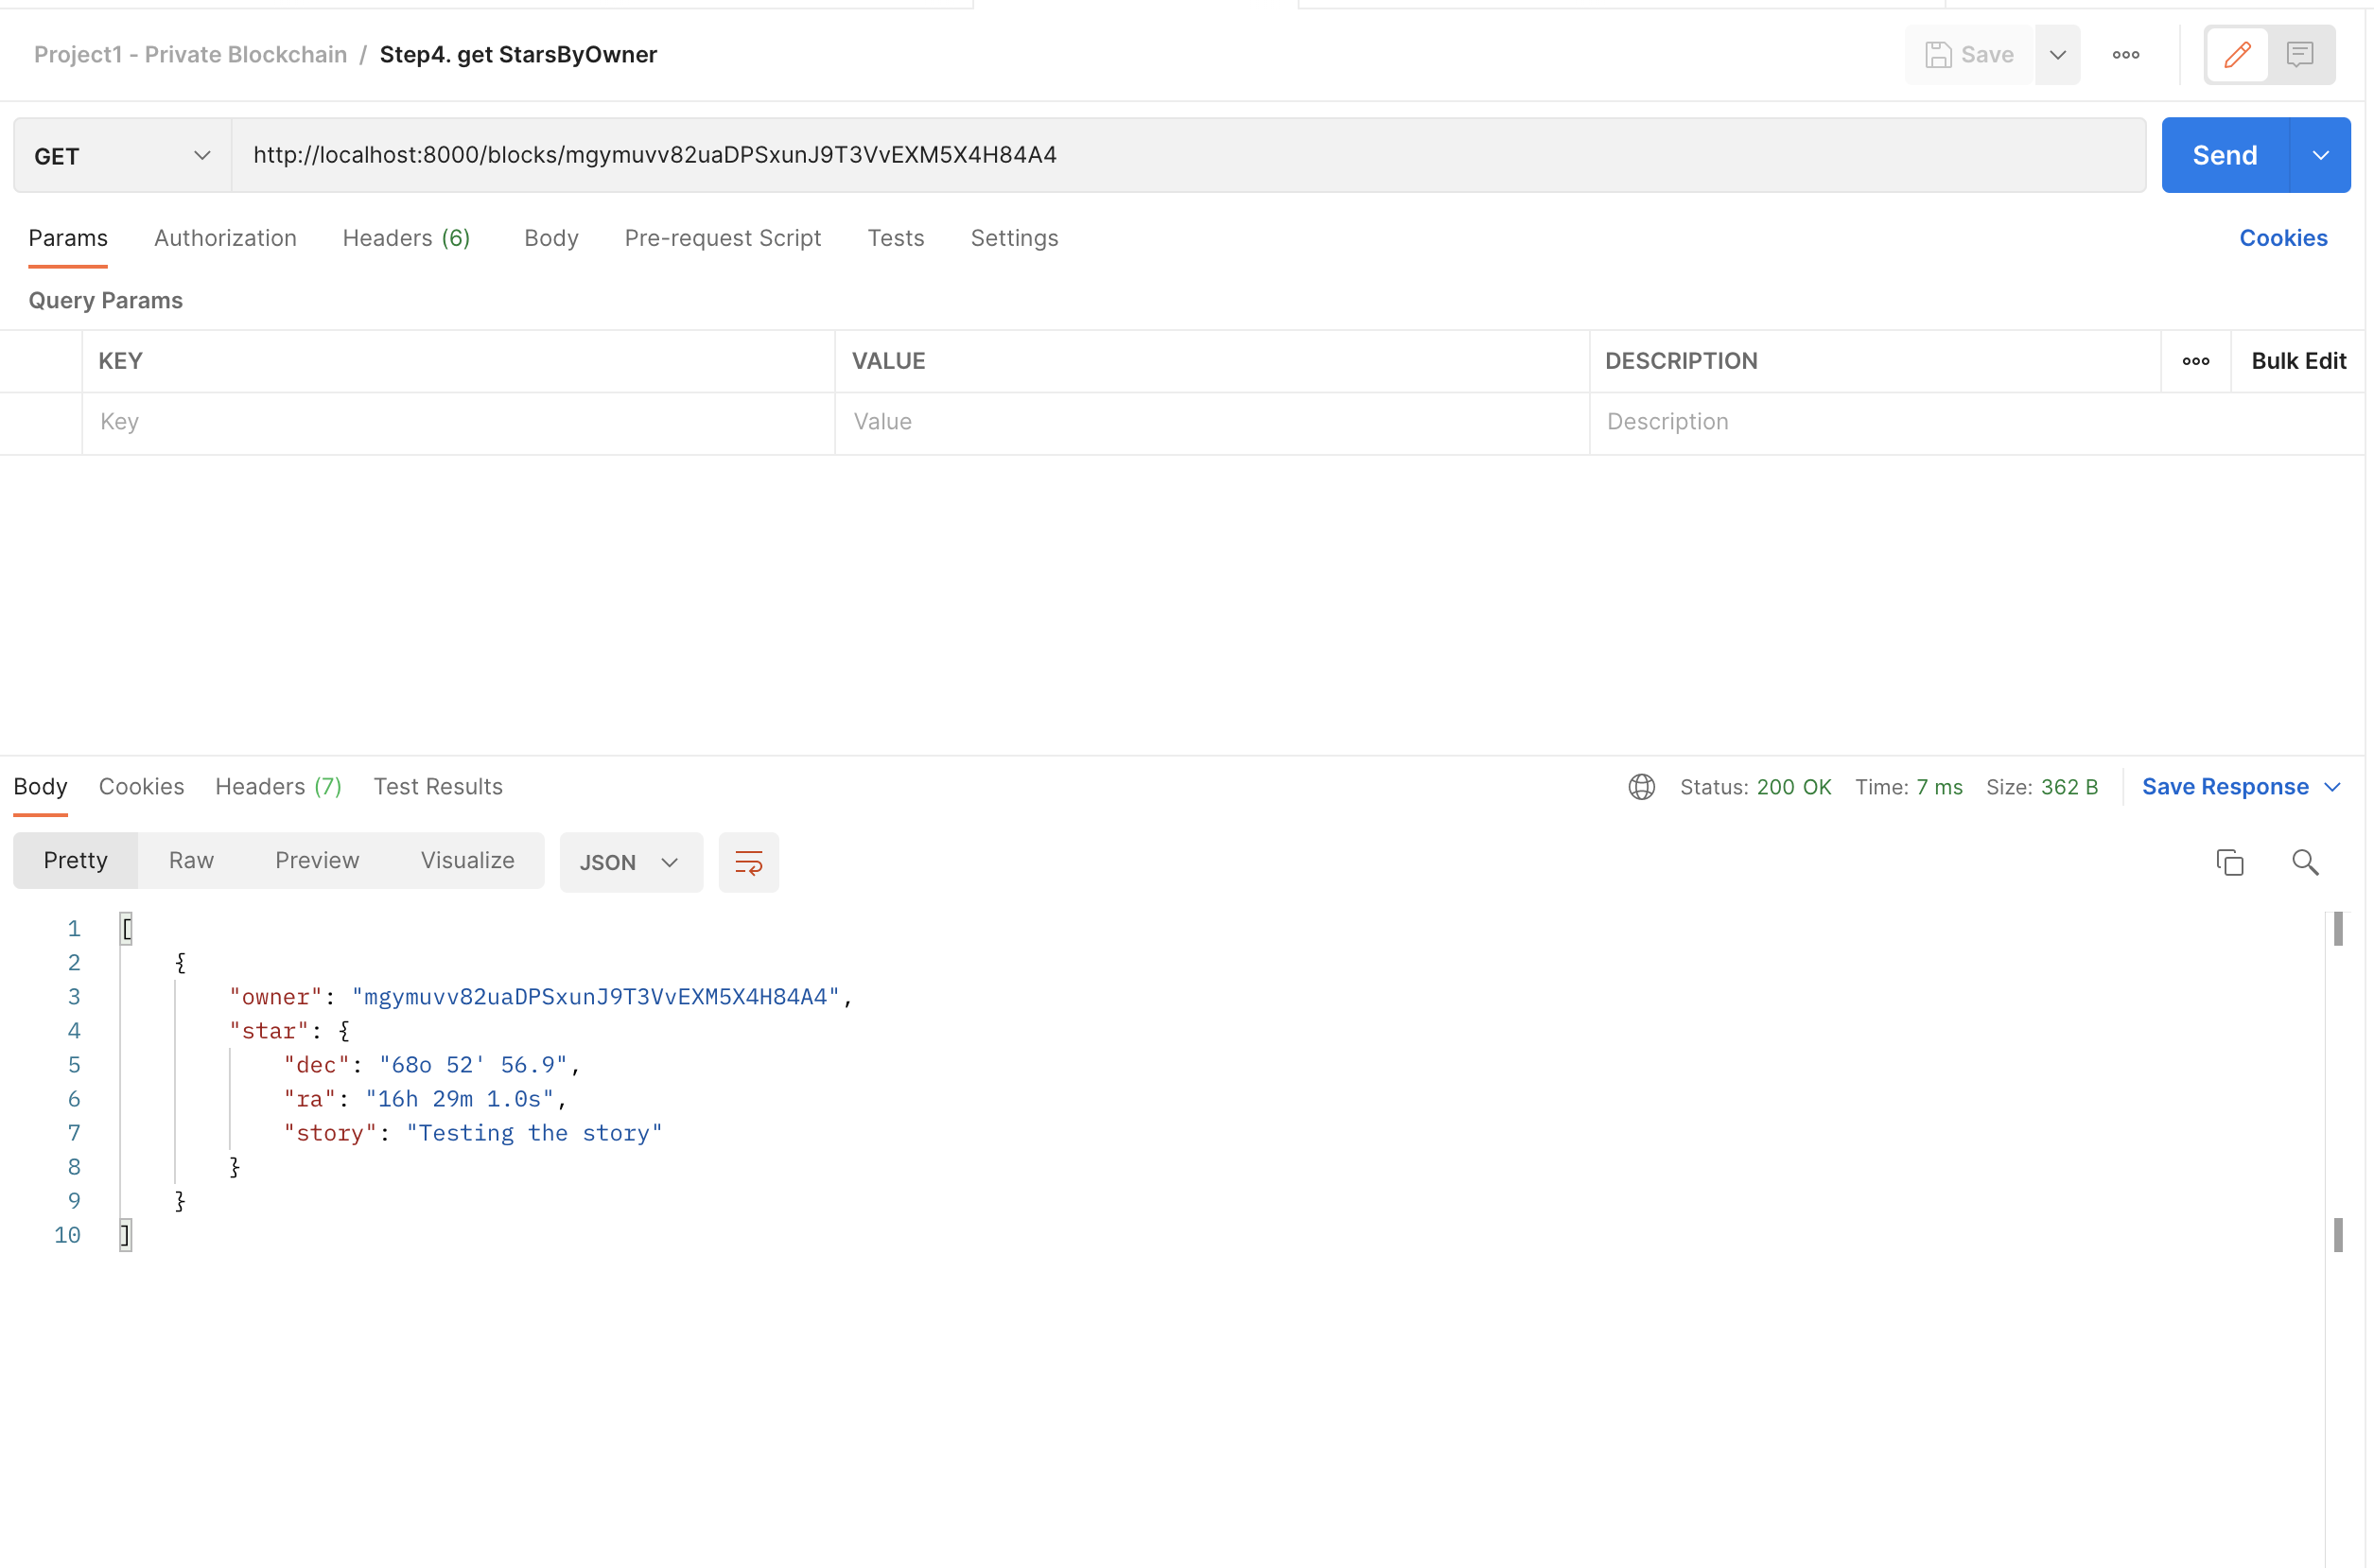 Project1 - Private Blockchain / Step4. get StarsByOwner
Save
GET
http://localhost:8000/blocks/mgymuvv82uaDPSxunJ9T3VvEXM5X4H84A4
Send
Params Authorization Headers (6) Body Pre-request Script Tests Settings Cookies
Query Params
KEY VALUE DESCRIPTION Bulk Edit
Key Value Description
Body Cookies Headers (7) Test Results Status: 200 OK Time: 7 ms Size: 362 B Save Response
Pretty Raw Preview Visualize JSON
1 [
2 {
3 "owner": "mgymuvv82uaDPSxunJ9T3VvEXM5X4H84A4",
4 "star": {
5 "dec": "68o 52' 56.9",
6 "ra": "16h 29m 1.0s",
7 "story": "Testing the story"
8 }
9 }
10 ]